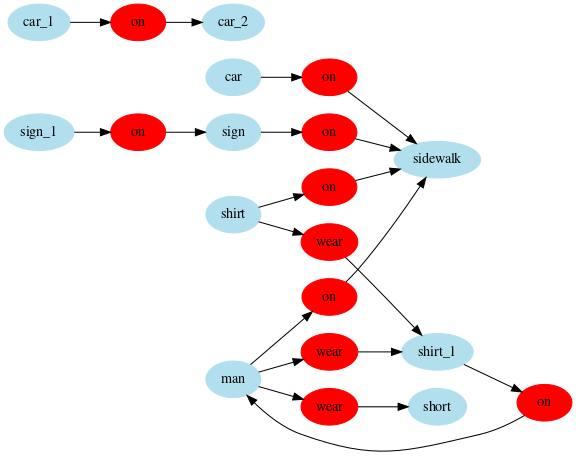 car_1 on car_2
car on
sign_1 on sign on
sidewalk
on
shirt
wear
on
man wear shirt_1
wear short on